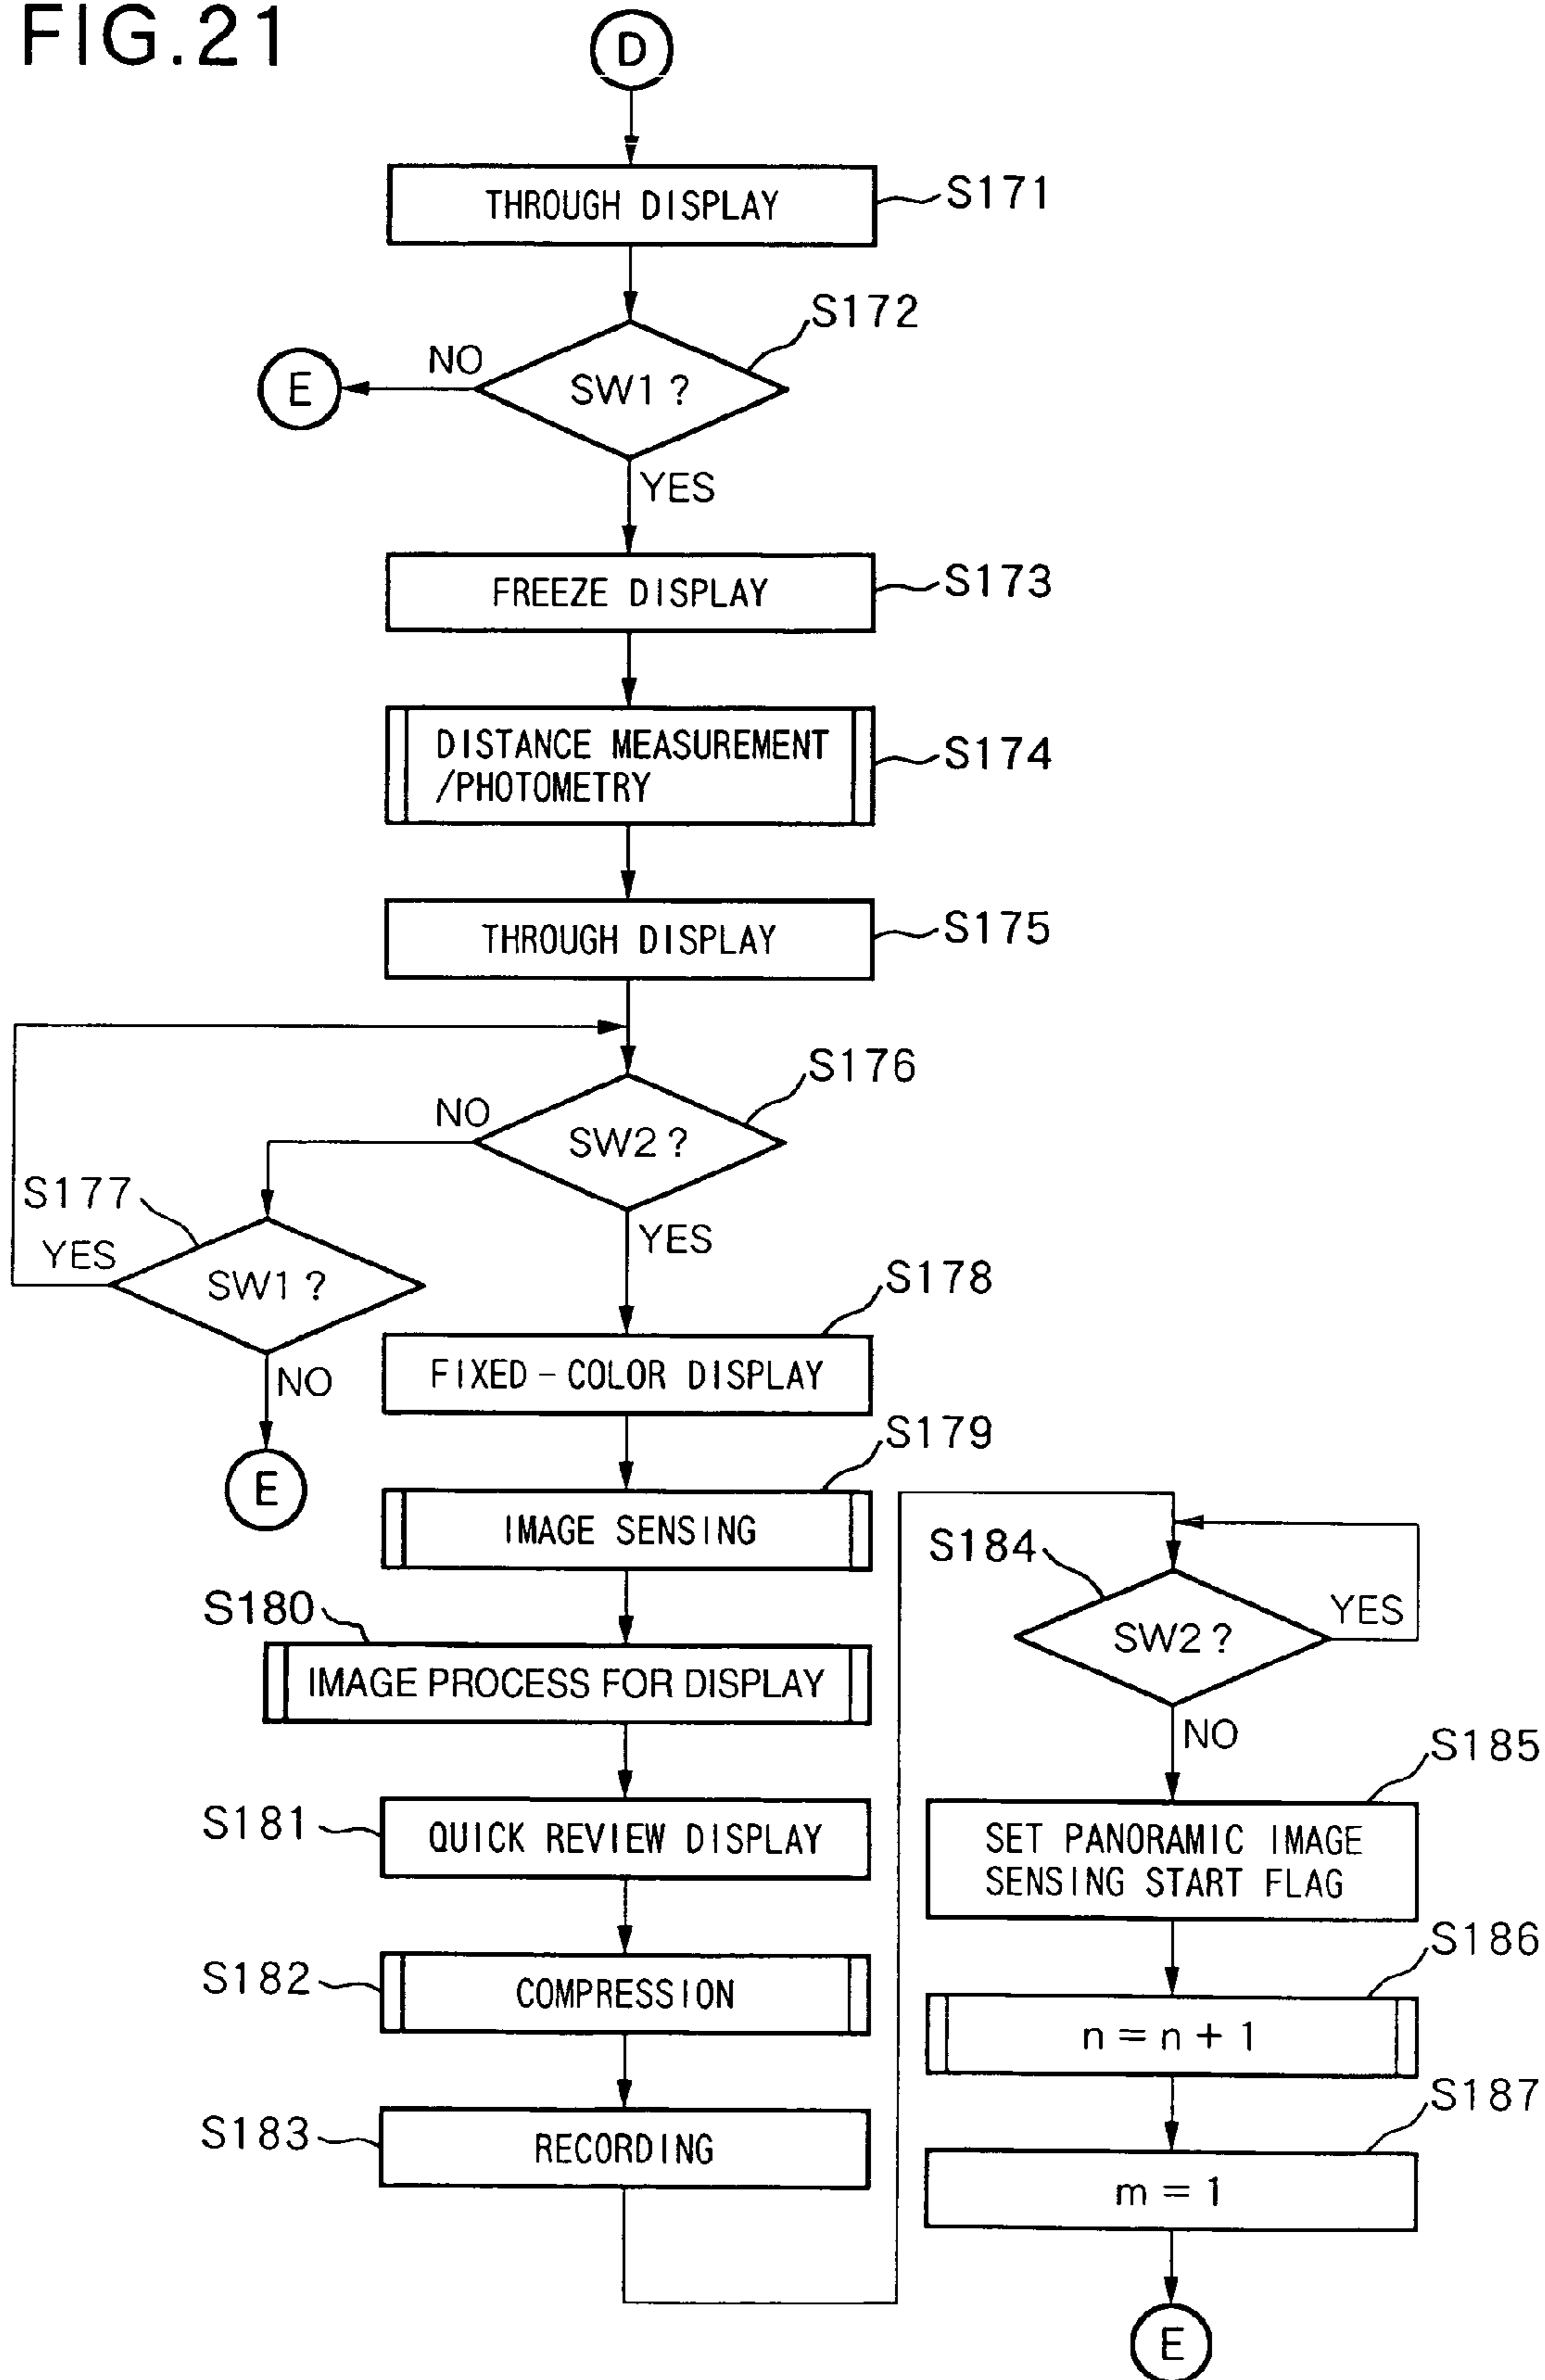 FIG.21
D
THROUGH DISPLAY
S171
S172
NO
SW1?
E
YES
FREEZE DISPLAY
S173
DISTANCE MEASUREMENT
/PHOTOMETRY
S174
THROUGH DISPLAY
S175
S176
NO
SW2?
S177
YES
YES
SW1?
S178
NO
FIXED-COLOR DISPLAY
S179
E
IMAGE SENSING
S184
S180
YES
SW2?
IMAGE PROCESS FOR DISPLAY
NO
S185
S181
QUICK REVIEW DISPLAY
SET PANORAMIC IMAGE
SENSING START FLAG
S186
S182
COMPRESSION
n = n + 1
S187
S183
RECORDING
m = 1
E